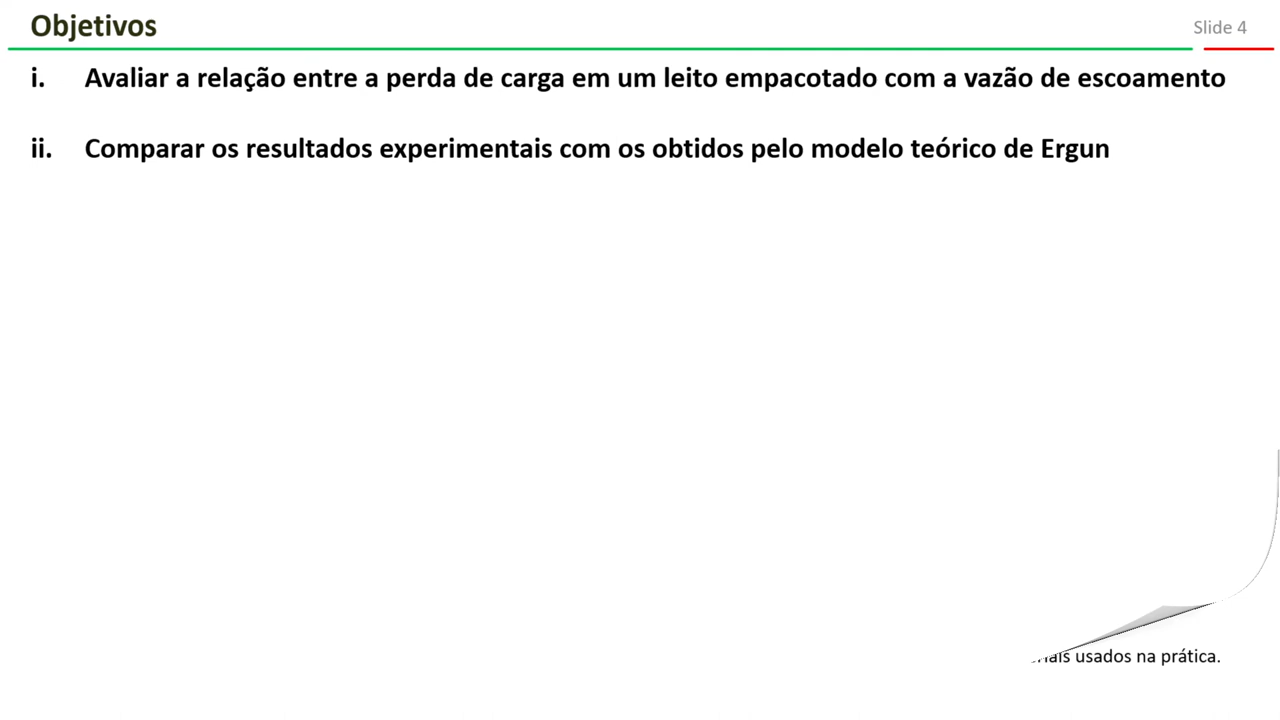 Objetivos
Slide 4
i. Avaliar a relação entre a perda de carga em um leito empacotado com a vazão de escoamento
ii. Comparar os resultados experimentais com os obtidos pelo modelo teórico de Ergun
usados na prática.